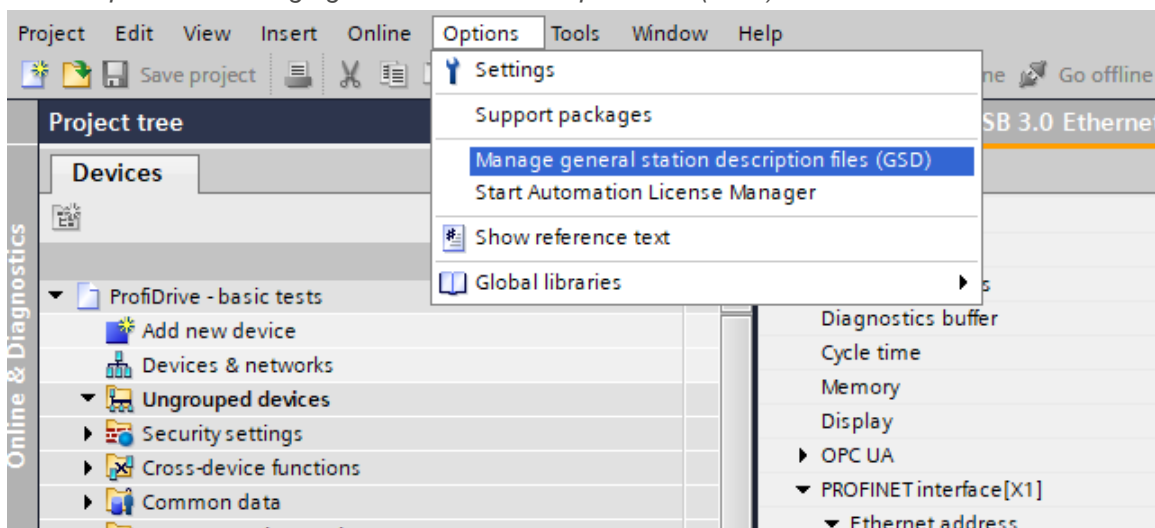 Project Edit View Insert Online Options Tools Window Help
Save project
Go offline
Settings
Support packages
Manage general station description files (GSD)
Start Automation License Manager
Show reference text
Global libraries
Project tree
SB 3.0 Etherne
Devices
Online & Diagnostics
ProfiDrive - basic tests
Add new device
Devices & networks
Ungrouped devices
Security settings
Cross-device functions
Common data
Diagnostics buffer
Cycle time
Memory
Display
OPC UA
PROFINET interface[X1]
Ethernet address